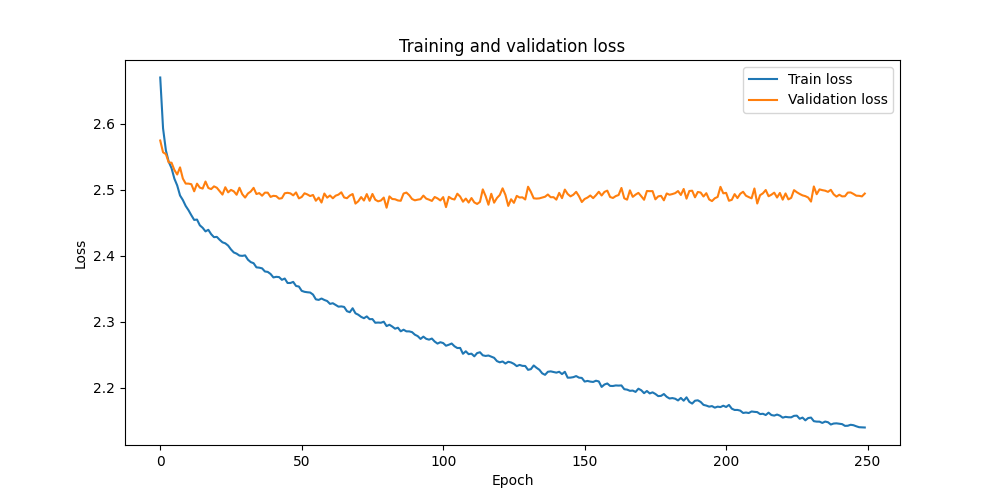 Training and validation loss
Train loss
Validation loss
2.6
2.5
2.4
2.3
2.2
Loss
0
50
100
150
200
250
Epoch